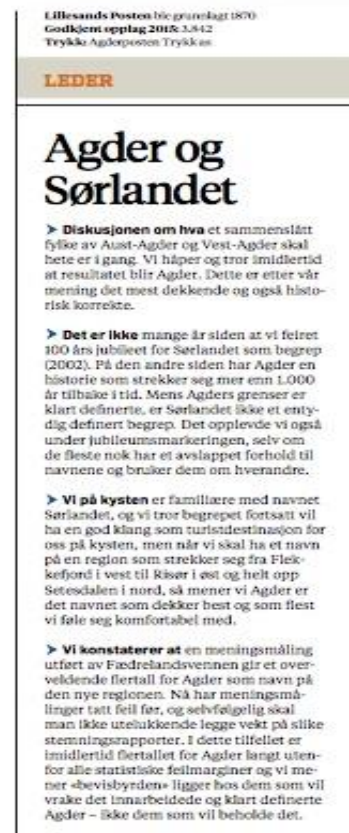 Lillesands Posten ble grunnlagt 1870
Godkjent opplag 2015: 3.842
Trykk: Agderposten Trykk as
LEDER
Agder og
Sørlandet
➤ Diskusjonen om hva et sammenslått
fylke av Aust-Agder og Vest-Agder skal
hete er i gang. Vi håper og tror imidlertid
at resultatet blir Agder. Dette er etter vår
mening det mest dekkende og også histo-
risk korrekte.
➤ Det er ikke mange år siden at vi feiret
100 års jubileet for Sørlandet som begrep
(2002). På den andre siden har Agder en
historie som strekker seg mer enn 1.000
år tilbake i tid. Mens Agders grenser er
klart definerte, er Sørlandet ikke et enty-
dig definert begrep. Det opplevde vi også
under jubileumsmarkeringen, selv om
de fleste nok har et avslappet forhold til
navnene og bruker dem om hverandre.
➤ Vi på kysten er familiære med navnet
Sørlandet, og vi tror begrepet fortsatt vil
ha en god klang som turistdestinasjon for
oss på kysten, men når vi skal ha et navn
på en region som strekker seg fra Flek-
kefjord i vest til Risør i øst og helt opp
Setesdalen i nord, så mener vi Agder er
det navnet som dekker best og som flest
vi føle seg komfortabel med.
➤ Vi konstaterer at en meningsmåling
utført av Fædrelandsvennen gir et over-
veldende flertall for Agder som navn på
den nye regionen. Nå har meningsmå-
linger tatt feil før, og selvfølgelig skal
man ikke utelukkende legge vekt på slike
stemningsrapporter. I dette tilfellet er
imidlertid flertallet for Agder langt uten-
for alle statistiske feilmarginer og vi me-
ner «bevisbyrden» ligger hos dem som vil
vrake det innarbeidede og klart definerte
Agder – ikke dem som vil beholde det.